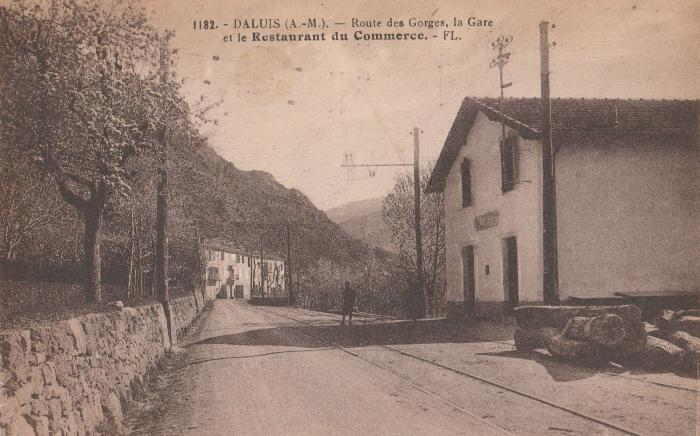 1182. - DALUIS (A.-M.). — Route des Gorges, la Gare
et le Restaurant du Commerce. - FL.